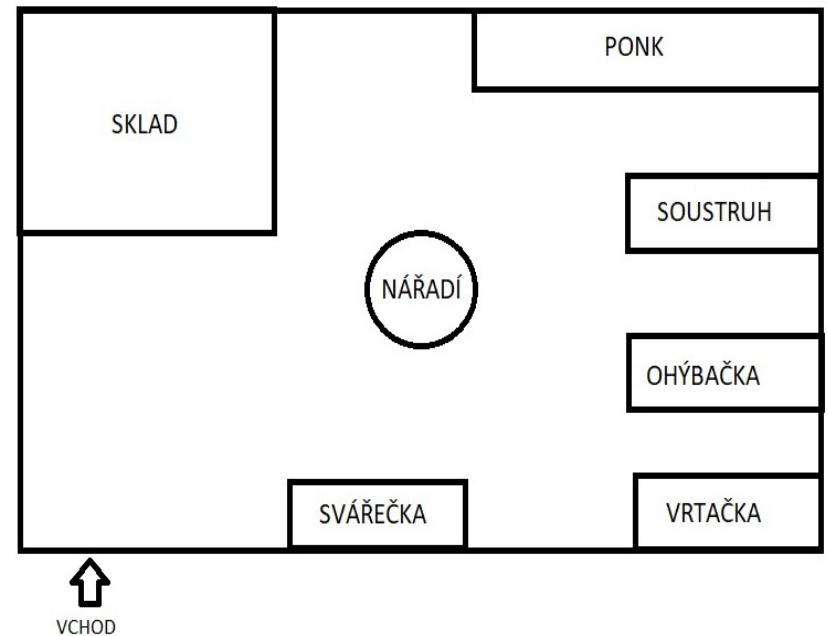 PONK
SKLAD
SOUSTRUH
NÁŘADÍ
OHÝBAČKA
SVÁŘEČKA
VRTAČKA
VCHOD